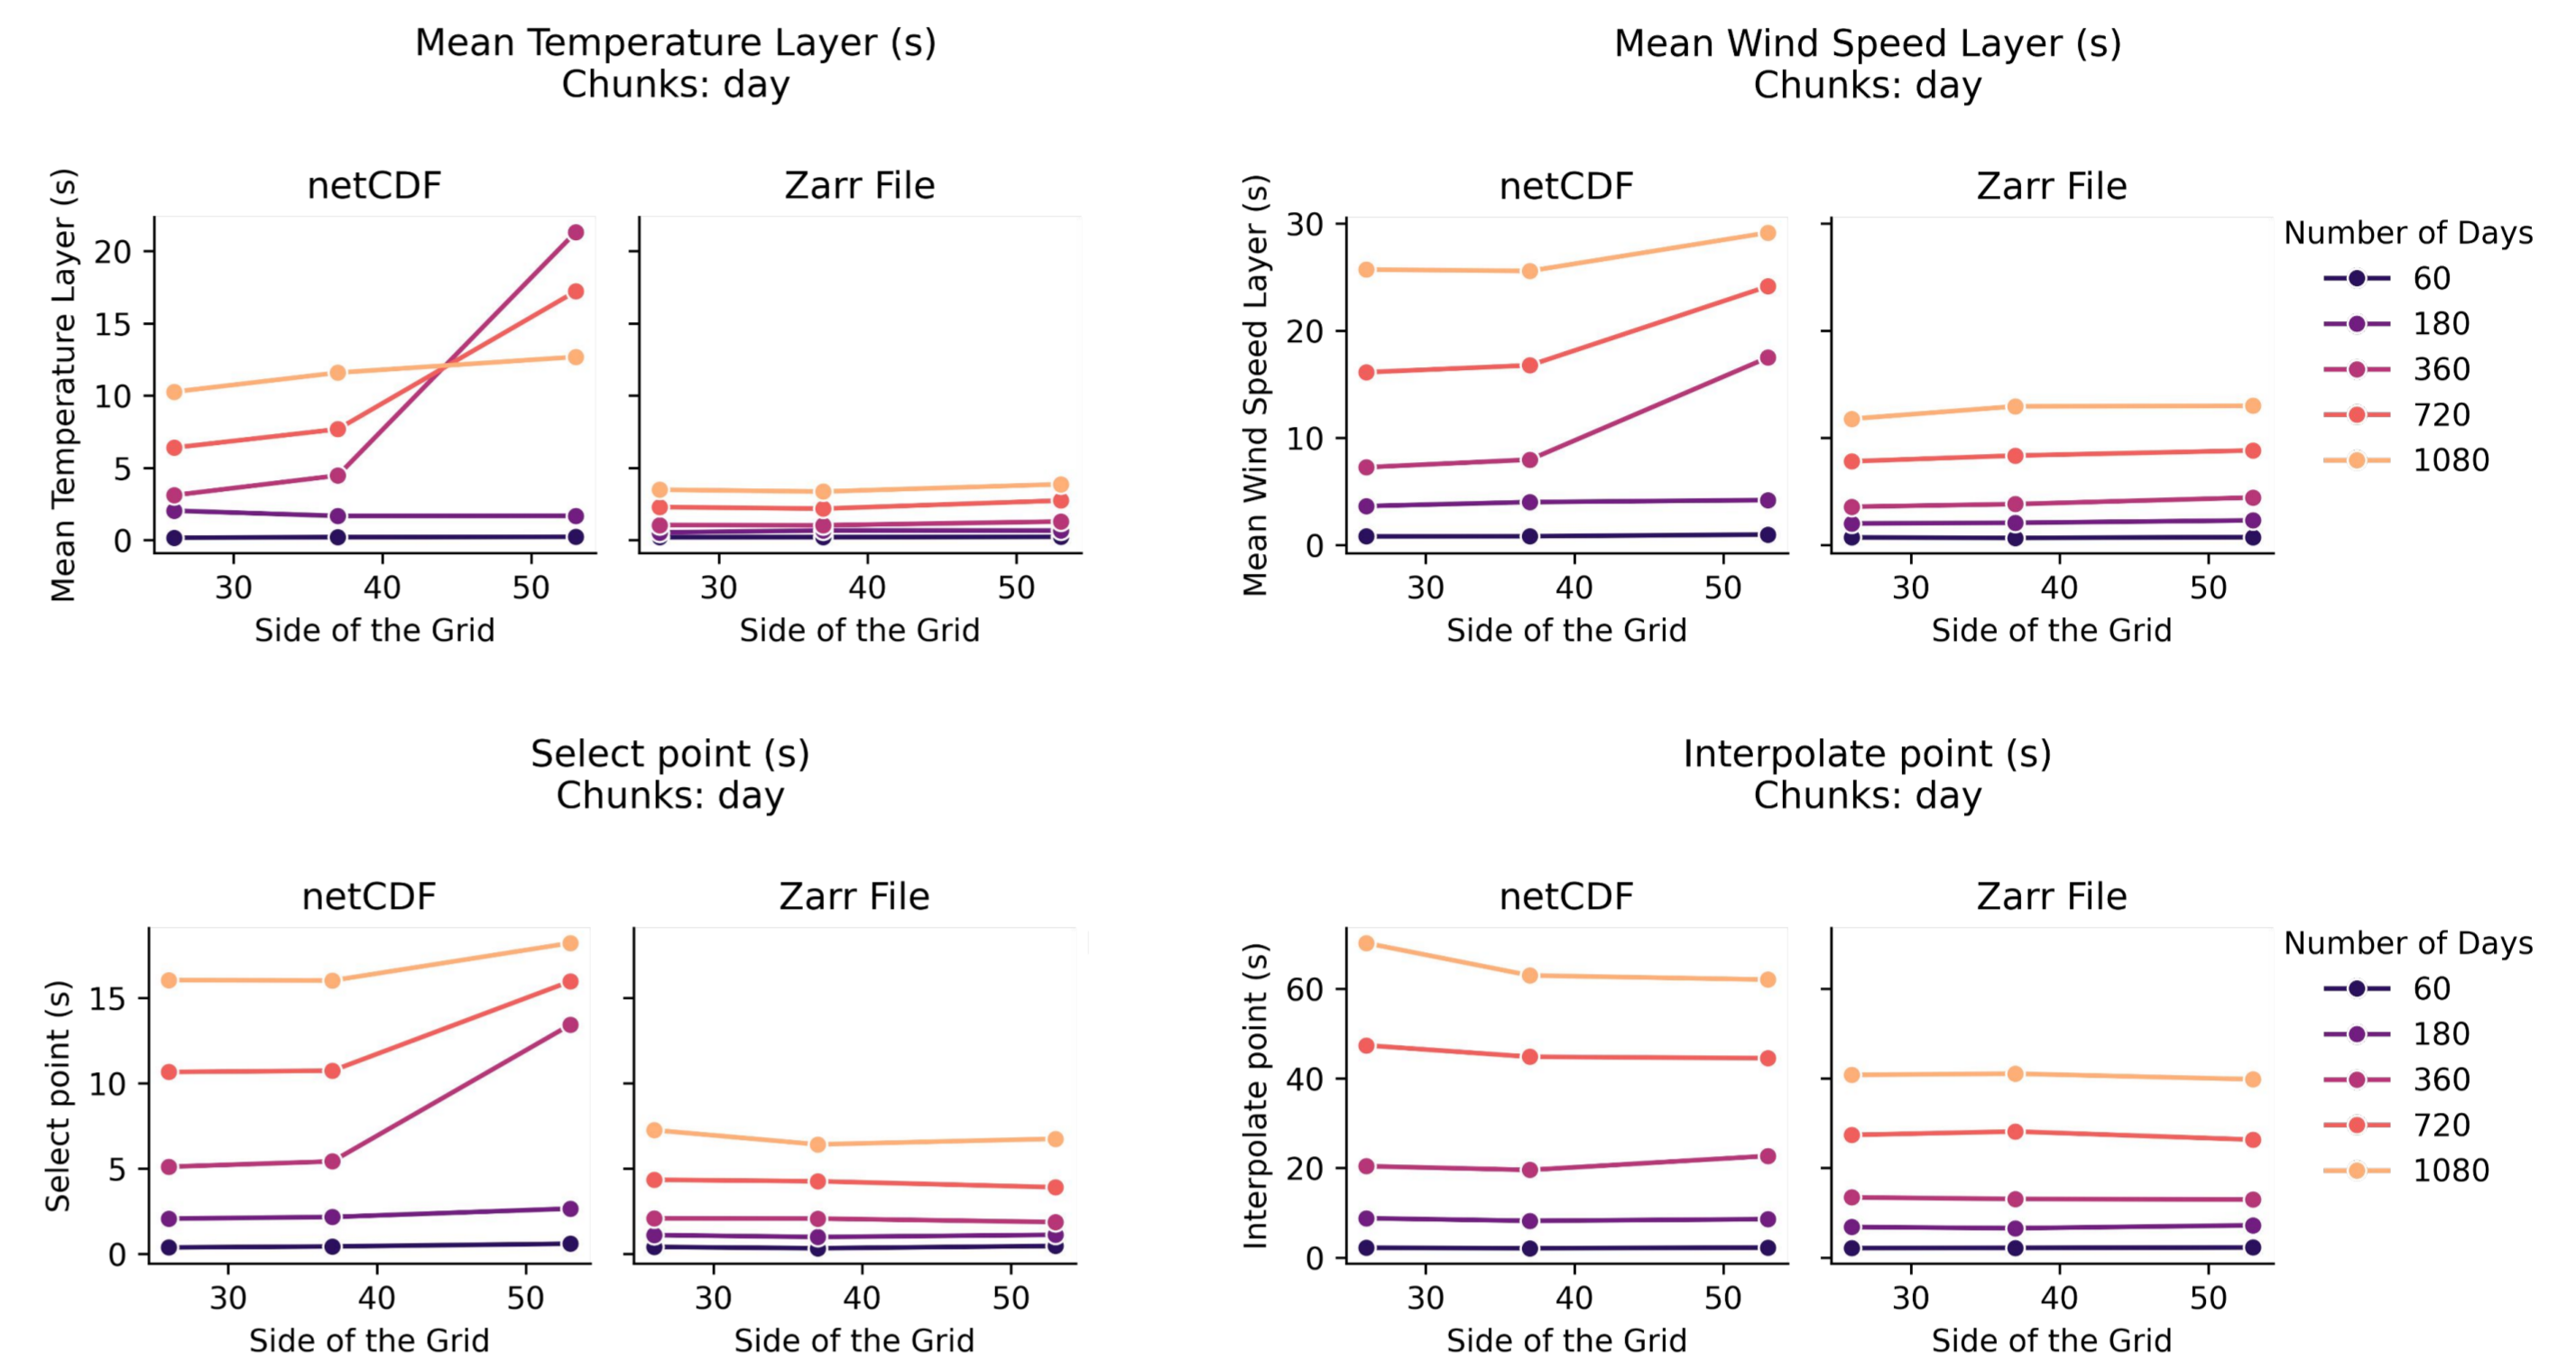 Mean Temperature Layer (s)
Chunks: day
netCDF
Zarr File
Mean Temperature Layer (s)
20
15
10
5
0
30
40
50
30
40
50
Side of the Grid
Side of the Grid
Mean Wind Speed Layer (s)
Chunks: day
netCDF
Zarr File
Mean Wind Speed Layer (s)
30
20
10
0
30
40
50
30
40
50
Side of the Grid
Side of the Grid
Number of Days
60
180
360
720
1080
Select point (s)
Chunks: day
netCDF
Zarr File
Select point (s)
15
10
5
0
30
40
50
30
40
50
Side of the Grid
Side of the Grid
Interpolate point (s)
Chunks: day
netCDF
Zarr File
Interpolate point (s)
60
40
20
0
30
40
50
30
40
50
Side of the Grid
Side of the Grid
Number of Days
60
180
360
720
1080